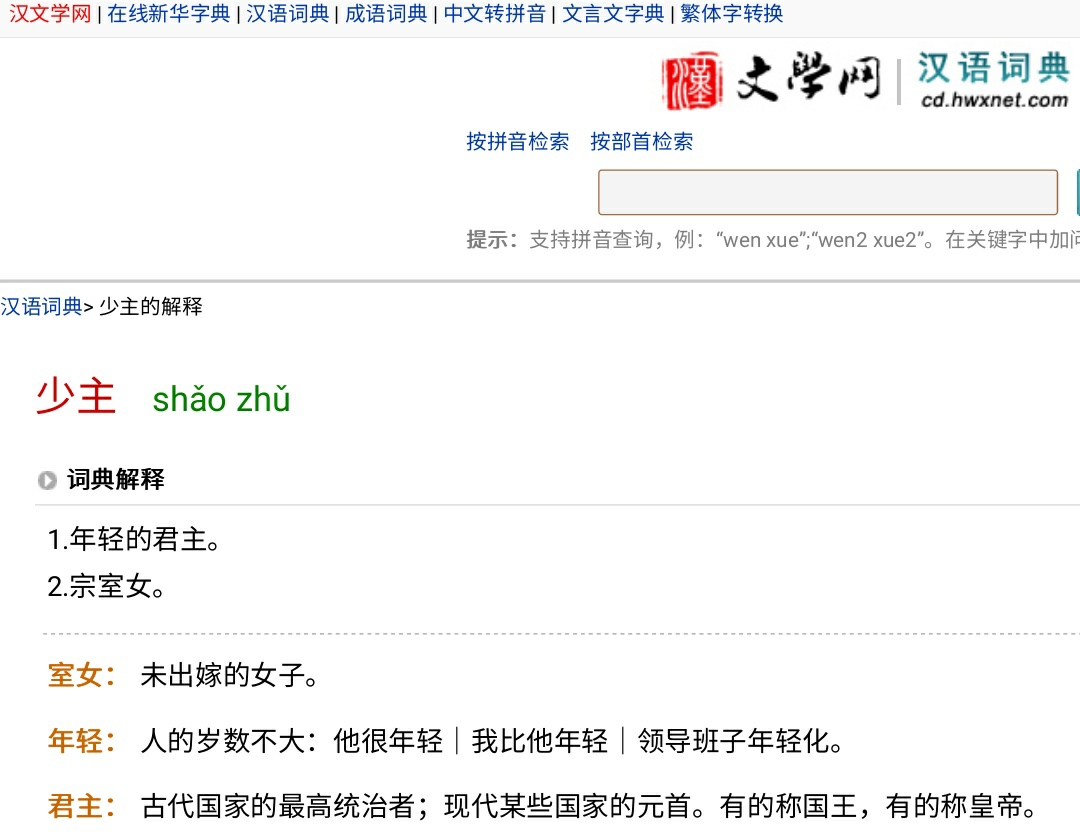 汉文学网 | 在线新华字典 | 汉语词典 | 成语词典 | 中文转拼音 | 文言文字典 | 繁体字转换
漢 文學网 | 汉语词典
cd.hwxnet.com
按拼音检索 按部首检索
提示：支持拼音查询，例：“wen xue”;“wen2 xue2”。在关键字中加
汉语词典> 少主的解释
少主 shǎo zhǔ
词典解释
1.年轻的君主。
2.宗室女。
室女： 未出嫁的女子。
年轻： 人的岁数不大：他很年轻｜我比他年轻｜领导班子年轻化。
君主： 古代国家的最高统治者；现代某些国家的元首。有的称国王，有的称皇帝。